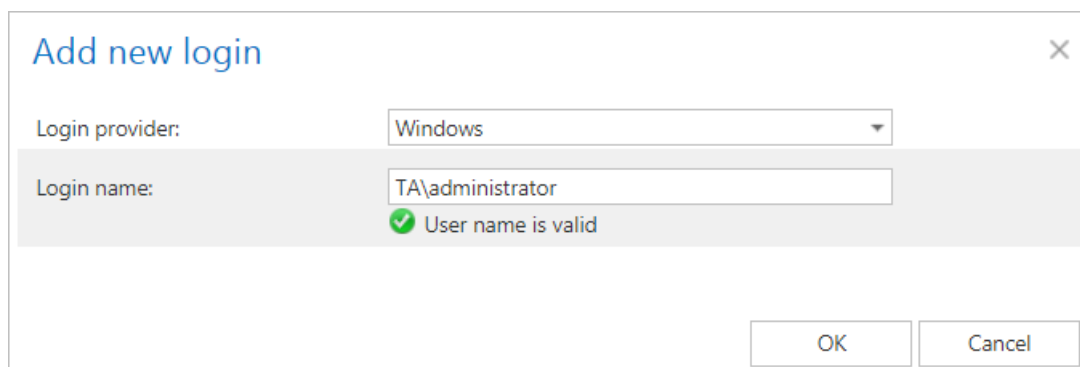 Add new login
Login provider: Windows
Login name: TA\administrator
User name is valid
OK Cancel